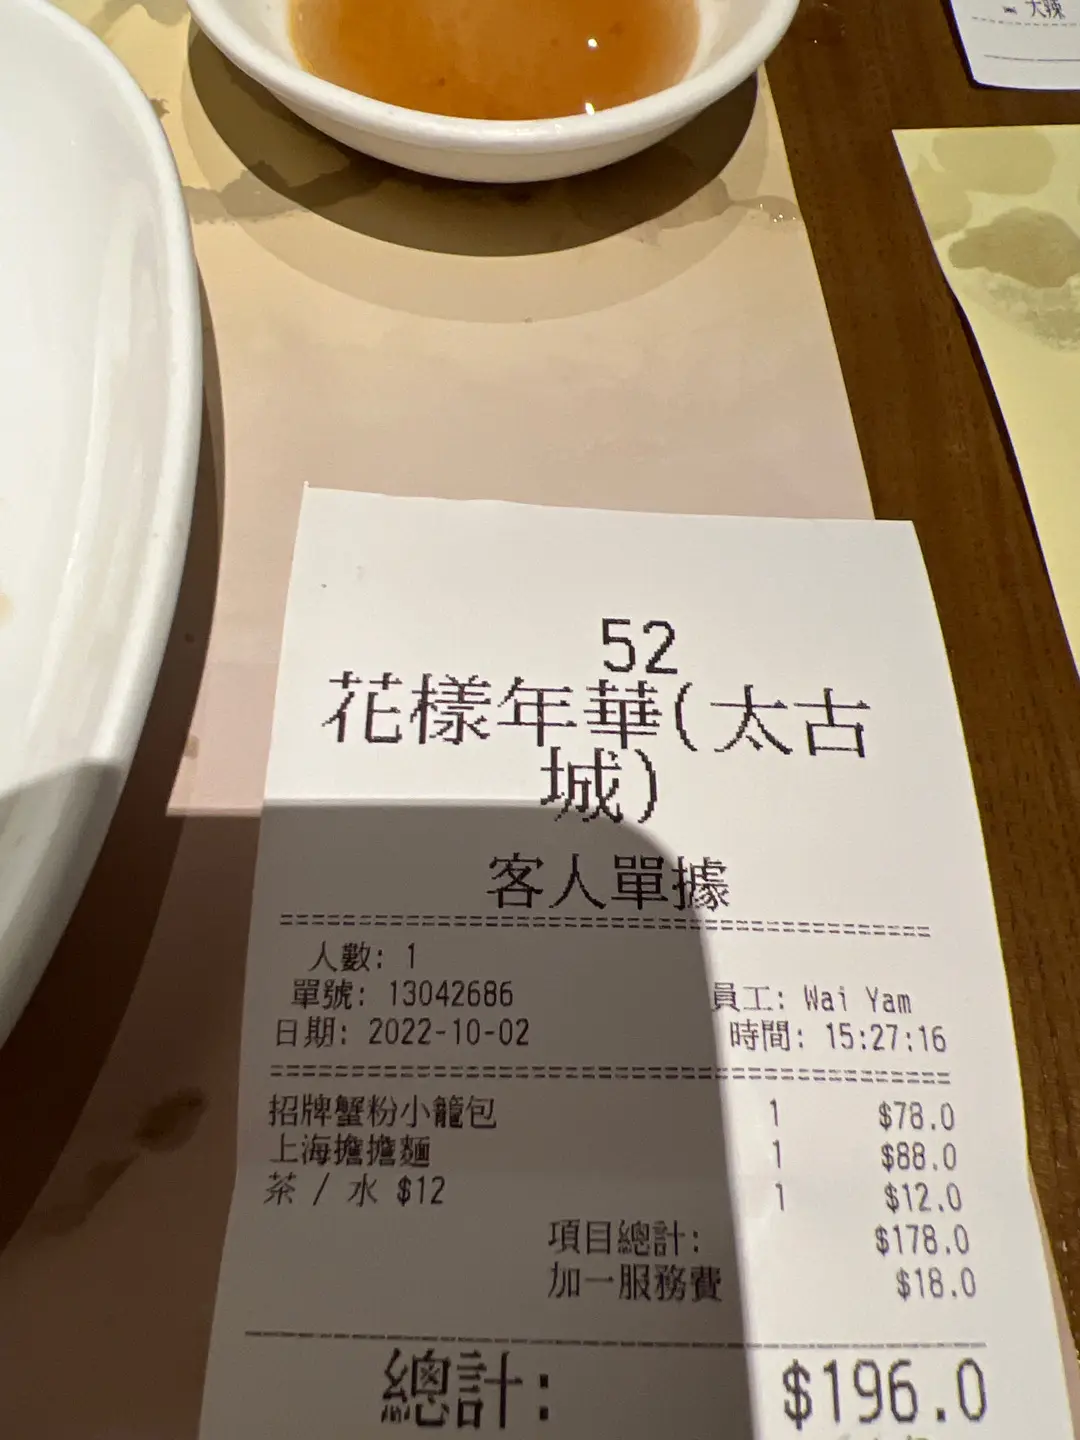 大辣
52
花樣年華(太古
城)
客人單據
人數: 1
單號: 13042686 員工: Wai Yam
日期: 2022-10-02 時間: 15:27:16
招牌蟹粉小籠包 1 $78.0
上海擔擔麵 1 $88.0
茶 / 水 $12 1 $12.0
項目總計: $178.0
加一服務費 $18.0
總計: $196.0